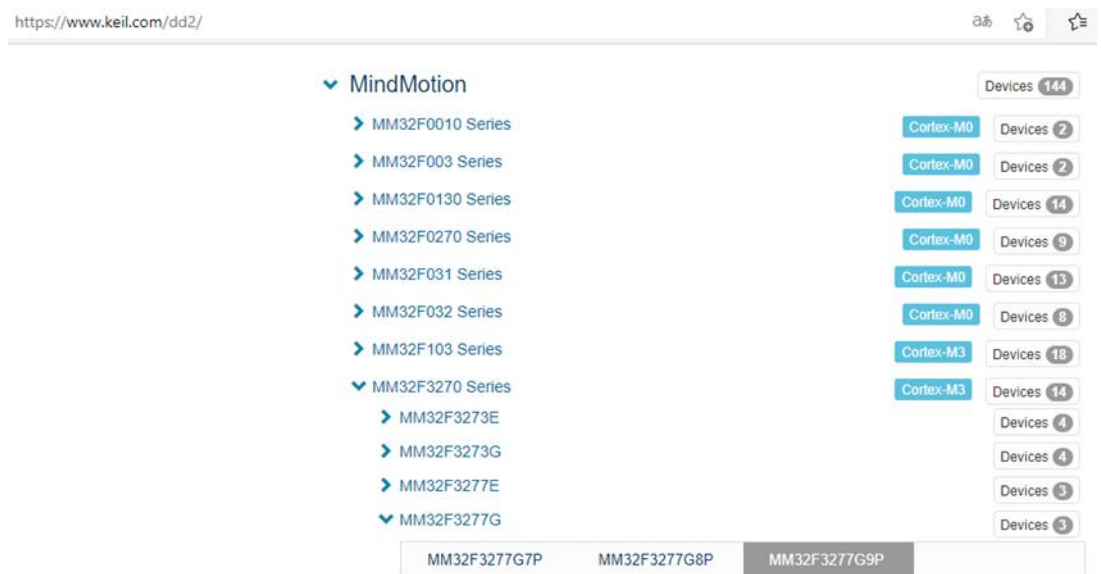 https://www.keil.com/dd2/ aあ
MindMotion Devices 144
MM32F0010 Series Cortex-M0 Devices 2
MM32F003 Series Cortex-M0 Devices 2
MM32F0130 Series Cortex-M0 Devices 14
MM32F0270 Series Cortex-M0 Devices 9
MM32F031 Series Cortex-M0 Devices 13
MM32F032 Series Cortex-M0 Devices 8
MM32F103 Series Cortex-M3 Devices 18
MM32F3270 Series Cortex-M3 Devices 14
MM32F3273E Devices 4
MM32F3273G Devices 4
MM32F3277E Devices 3
MM32F3277G Devices 3
MM32F3277G7P MM32F3277G8P MM32F3277G9P